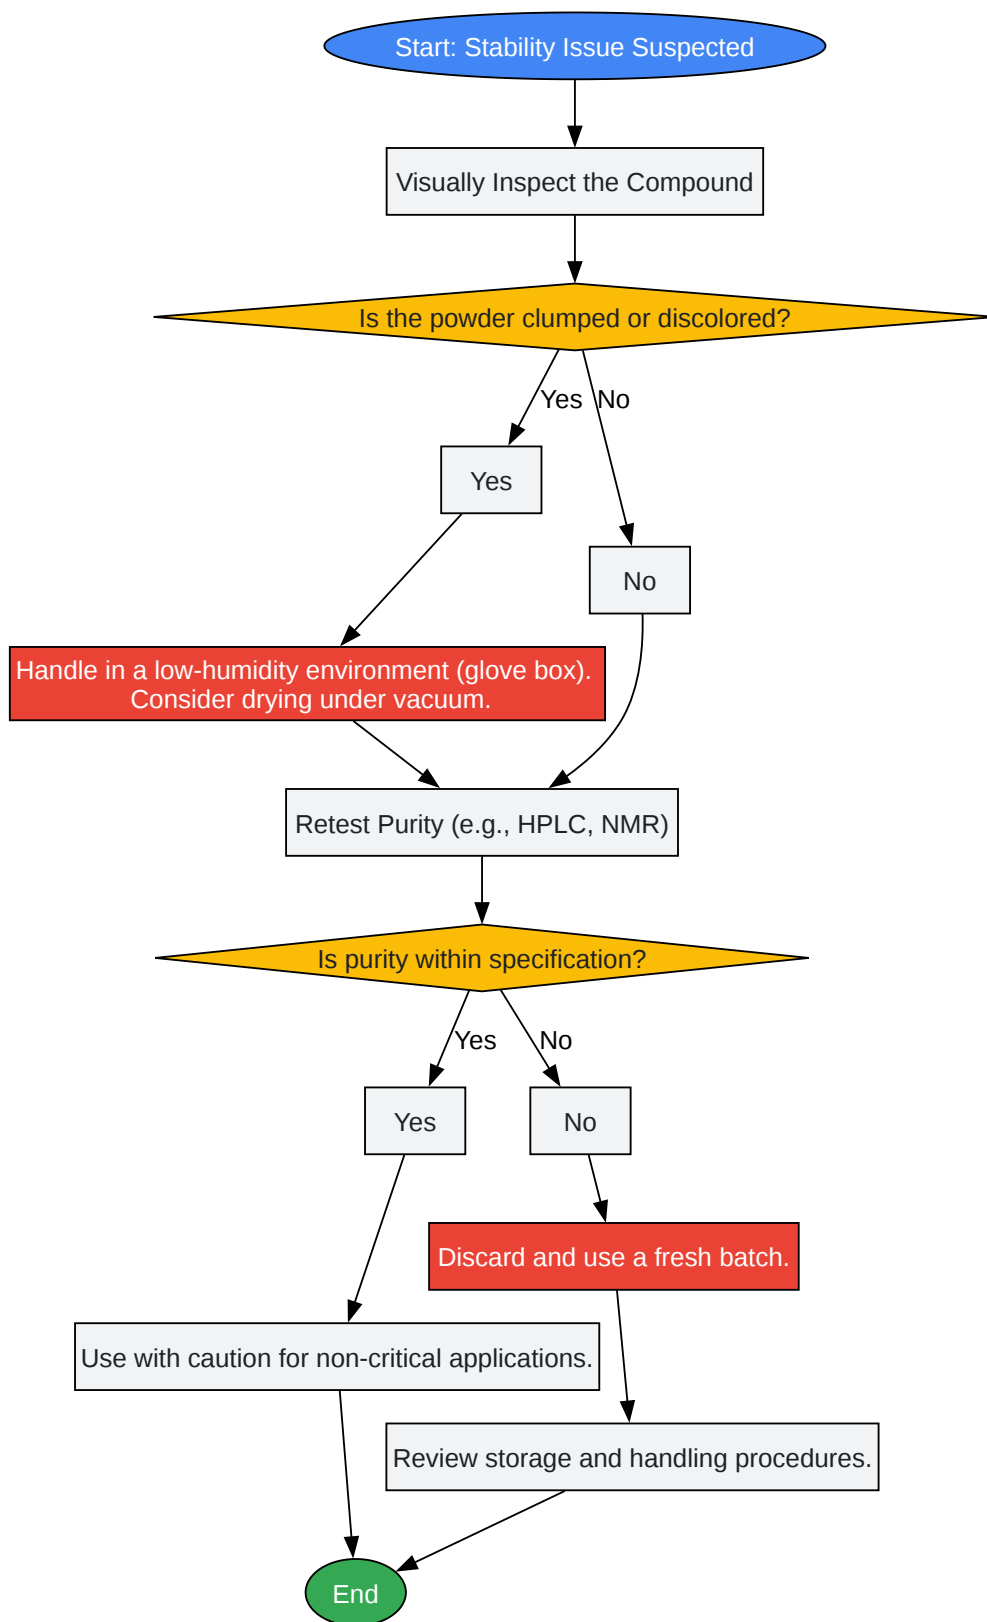 Start: Stability Issue Suspected
Visually Inspect the Compound
Is the powder clumped or discolored?
Yes
No
Yes
No
Handle in a low-humidity environment (glove box).
Consider drying under vacuum.
Retest Purity (e.g., HPLC, NMR)
Is purity within specification?
Yes
No
Yes
No
Discard and use a fresh batch.
Use with caution for non-critical applications.
Review storage and handling procedures.
End